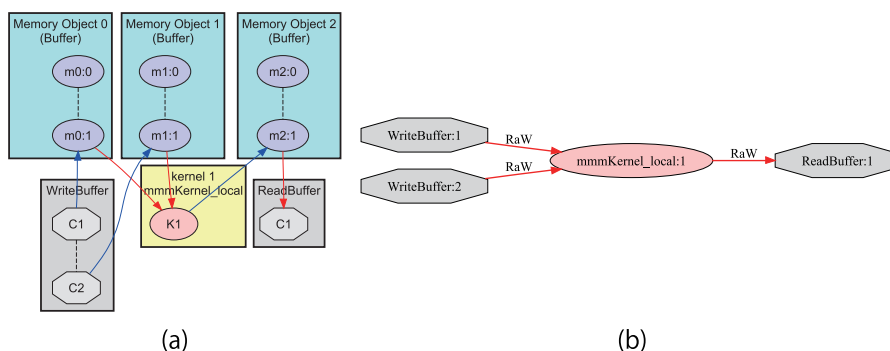 Memory Object 0
(Buffer)
Memory Object 1
(Buffer)
Memory Object 2
(Buffer)
m0:0
m1:0
m2:0
m0:1
m1:1
m2:1
WriteBuffer
kernel 1
mmmKernel_local
ReadBuffer
C1
K1
C1
C2
(a)
WriteBuffer:1
RaW
WriteBuffer:2
RaW
mmmKernel_local:1
RaW
ReadBuffer:1
(b)